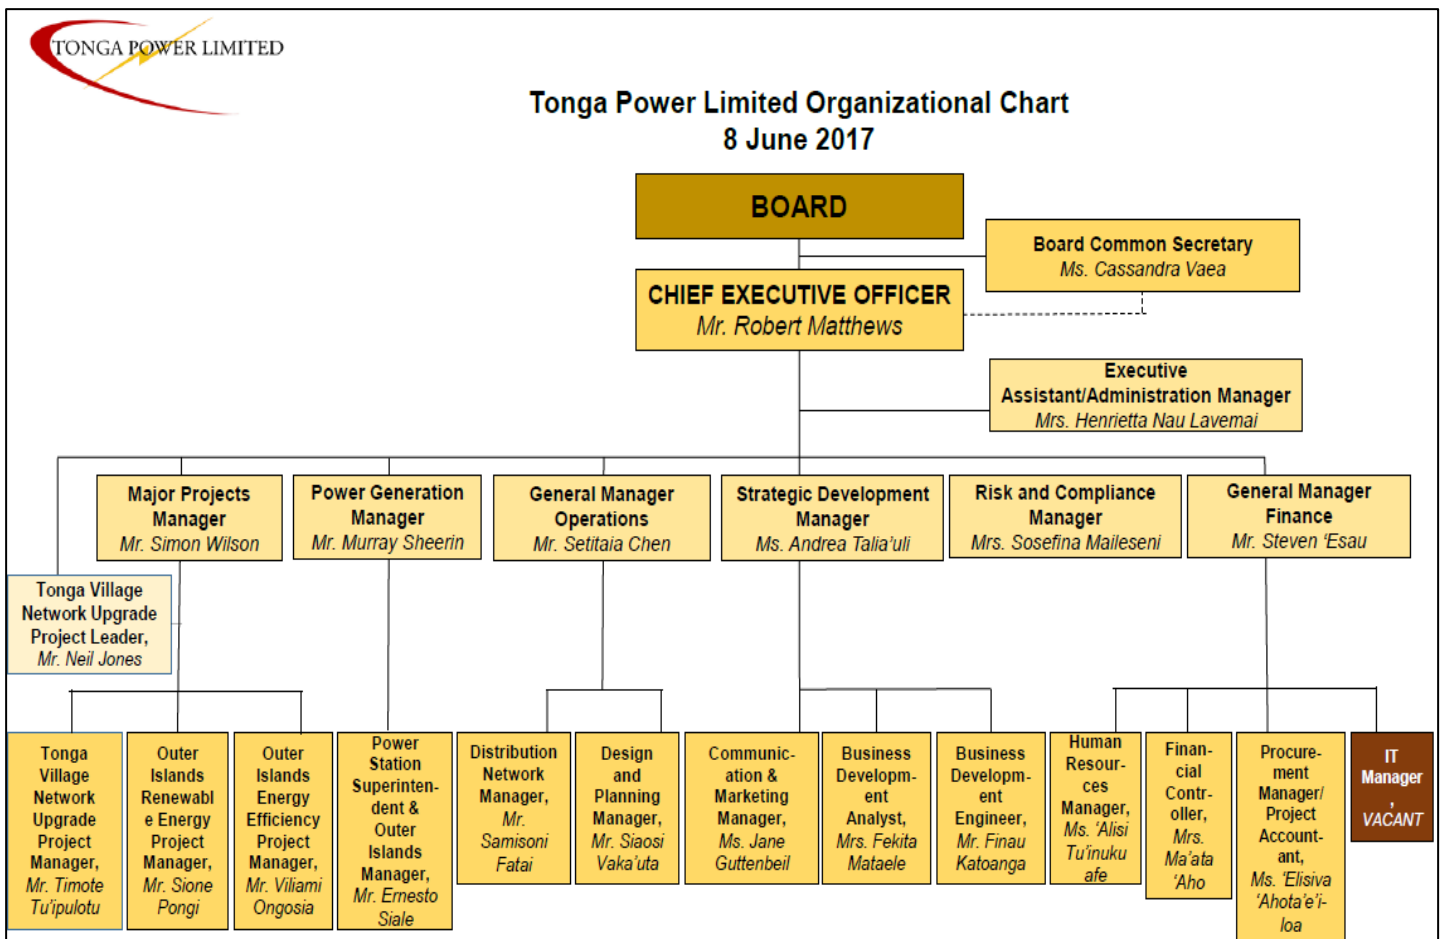 TONGA POWER LIMITED
Tonga Power Limited Organizational Chart
8 June 2017
BOARD
Board Common Secretary
Ms. Cassandra Vaea
CHIEF EXECUTIVE OFFICER
Mr. Robert Matthews
Executive
Assistant/Administration Manager
Mrs. Henrietta Nau Lavemai
Major Projects
Manager
Mr. Simon Wilson
Power Generation
Manager
Mr. Murray Sheerin
General Manager
Operations
Mr. Setitaia Chen
Strategic Development
Manager
Ms. Andrea Talia'uli
Risk and Compliance
Manager
Mrs. Sosefina Maileseni
General Manager
Finance
Mr. Steven 'Esau
Tonga Village
Network Upgrade
Project Leader,
Mr. Neil Jones
Tonga
Village
Network
Upgrade
Project
Manager,
Mr. Timote
Tu'ipulotu
Outer
Islands
Renewabl
e Energy
Project
Manager,
Mr. Sione
Pongi
Outer
Islands
Energy
Efficiency
Project
Manager,
Mr. Viliami
Ongosia
Power
Station
Superinten-
dent &
Outer
Islands
Manager,
Mr. Ernesto
Siale
Distribution
Network
Manager,
Mr.
Samisoni
Fatai
Design
and
Planning
Manager,
Mr. Siaosi
Vaka'uta
Communic-
ation &
Marketing
Manager,
Ms. Jane
Guttenbeil
Business
Developm-
ent
Analyst,
Mrs. Fekita
Mataele
Business
Developm-
ent
Engineer,
Mr. Finau
Katoanga
Human
Resour-
ces
Manager,
Ms. 'Alisi
Tu'inuku
afe
Finan-
cial
Contr-
oller,
Mrs.
Ma'ata
'Aho
Procure-
ment
Manager/
Project
Account-
ant,
Ms. 'Elisiva
'Ahota'e'i-
loa
IT
Manager
,
VACANT